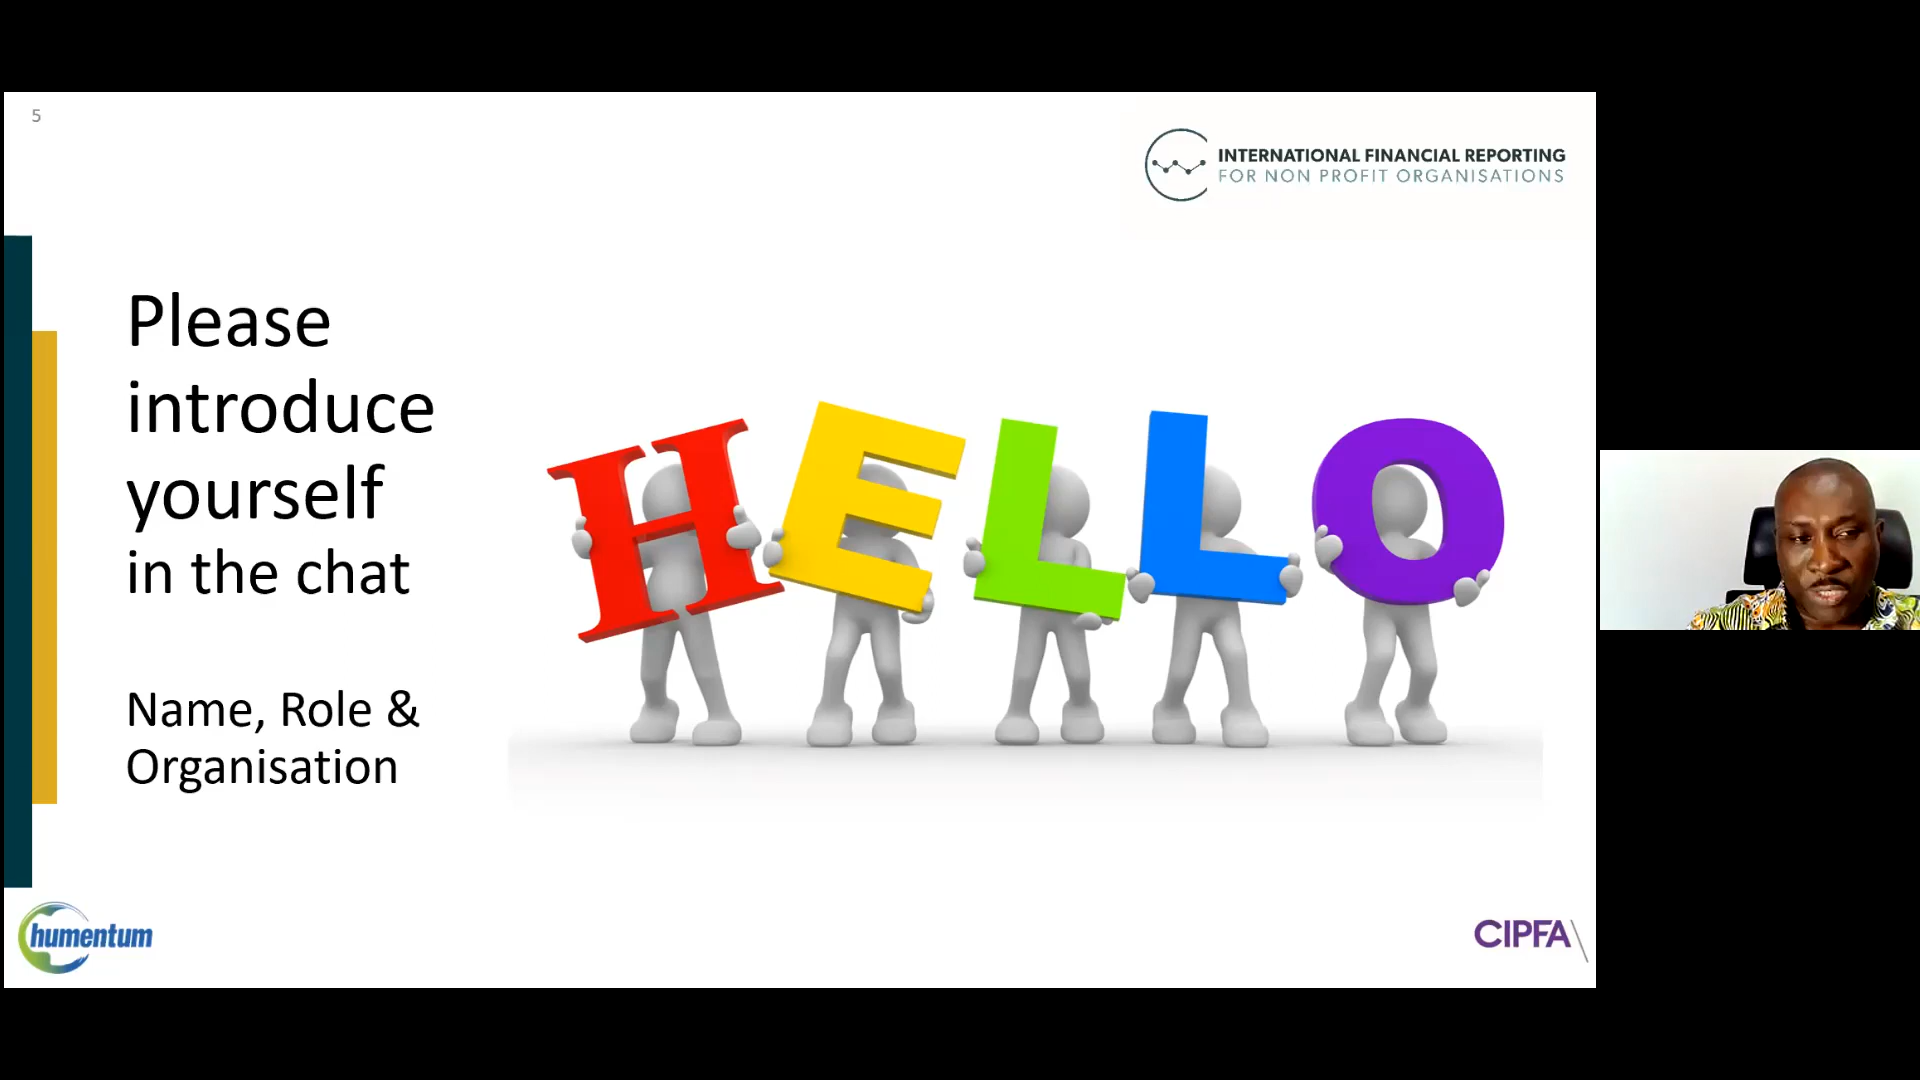 5
INTERNATIONAL FINANCIAL REPORTING
FOR NON PROFIT ORGANISATIONS
Please
introduce
yourself
in the chat
Name, Role &
Organisation
HELLO
humentum
CIPFA